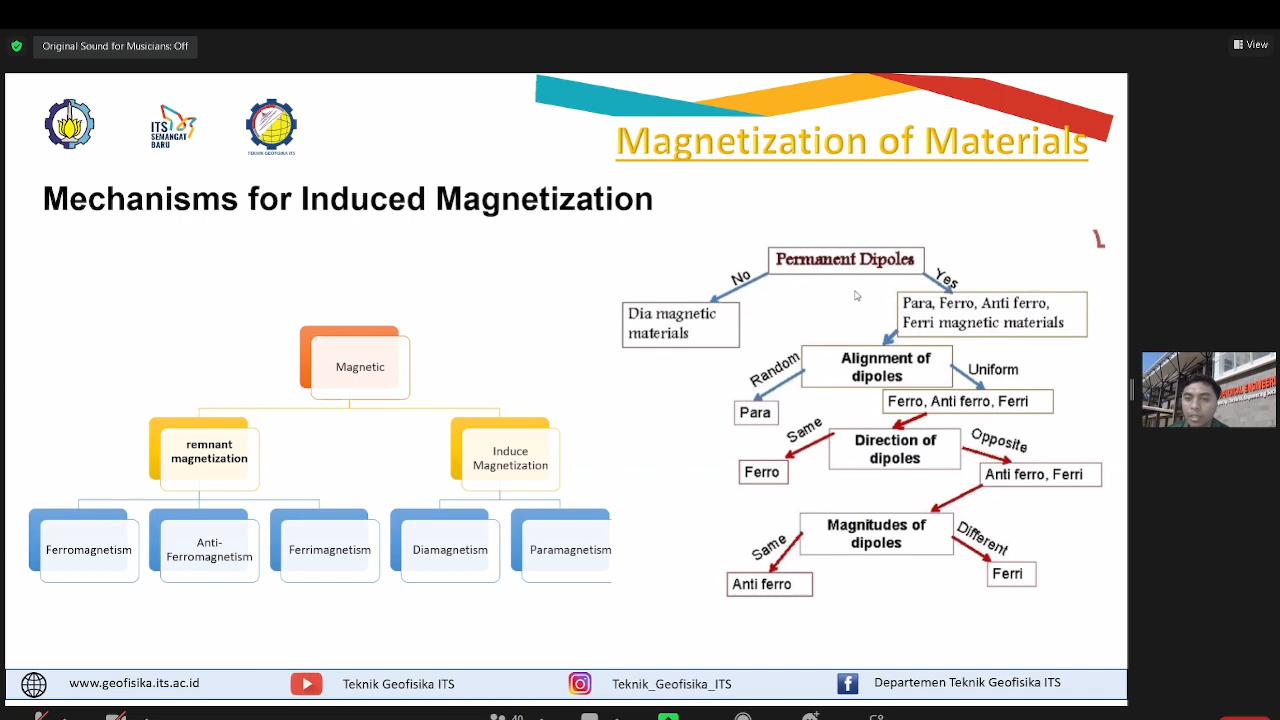 Original Sound for Musicians: Off
View
ITS
SEMANGAT
BARU
TEKNIK GEOFISIKA ITS
Magnetization of Materials
Mechanisms for Induced Magnetization
Magnetic
remnant
magnetization
Induce
Magnetization
Ferromagnetism
Anti-
Ferromagnetism
Ferrimagnetism
Diamagnetism
Paramagnetism
Permanent Dipoles
No
Yes
Dia magnetic
materials
Para, Ferro, Anti ferro,
Ferri magnetic materials
Alignment of
dipoles
Random
Uniform
Para
Ferro, Anti ferro, Ferri
Direction of
dipoles
Same
Opposite
Ferro
Anti ferro, Ferri
Magnitudes of
dipoles
Same
Different
Anti ferro
Ferri
www.geofisika.its.ac.id
Teknik Geofisika ITS
Teknik_Geofisika_ITS
Departemen Teknik Geofisika ITS